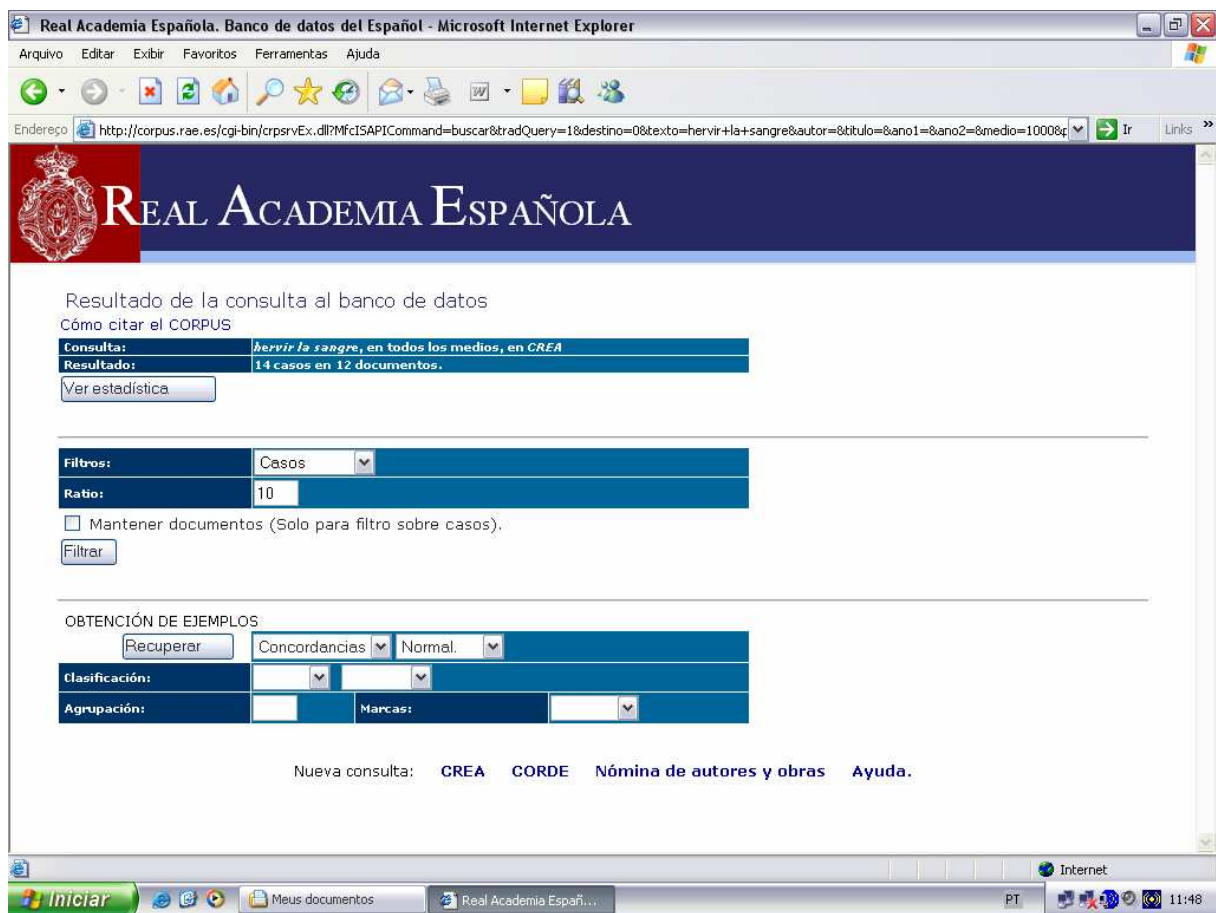 Real Academia Española. Banco de datos del Español - Microsoft Internet Explorer
Arquivo Editar Exibir Favoritos Ferramentas Ajuda
Endereço http://corpus.rae.es/cgi-bin/crpsrvEx.dll?MfcISAPICommand=buscar&tradQuery=1&destino=0&texto=hervir+la+sangre&autor=&titulo=&ano1=&ano2=&medio=1000& Ir Links »
REAL ACADEMIA ESPAÑOLA
Resultado de la consulta al banco de datos
Cómo citar el CORPUS
Consulta: hervir la sangre, en todos los medios, en CREA
Resultado: 14 casos en 12 documentos.
Ver estadística
Filtros: Casos
Ratio: 10
Mantener documentos (Solo para filtro sobre casos).
Filtrar
OBTENCIÓN DE EJEMPLOS
Recuperar Concordancias Normal.
Clasificación:
Agrupación: Marcas:
Nueva consulta: CREA CORDE Nómina de autores y obras Ayuda.
Internet
Iniciar Meus documentos Real Academia Españ... PT 11:48